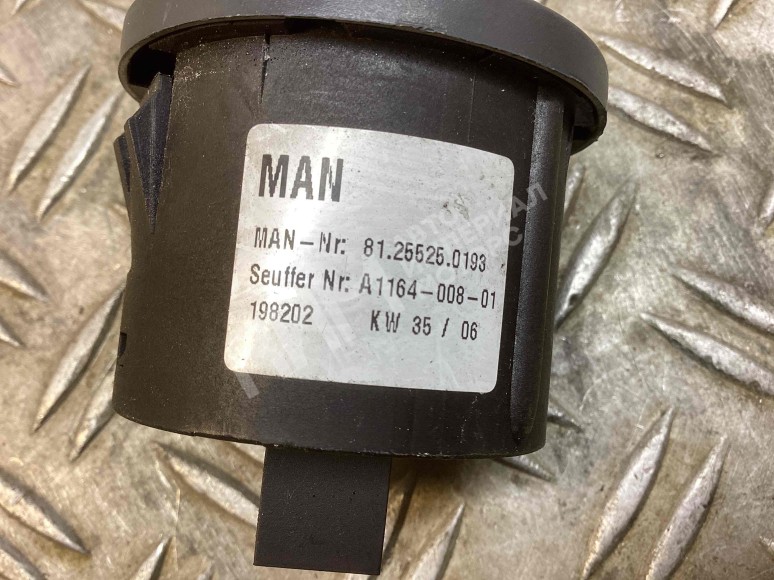 MAN
MAN-Nr: 81.25525.0193
Seuffer Nr: A1164-008-01
198202 KW 35 / 06